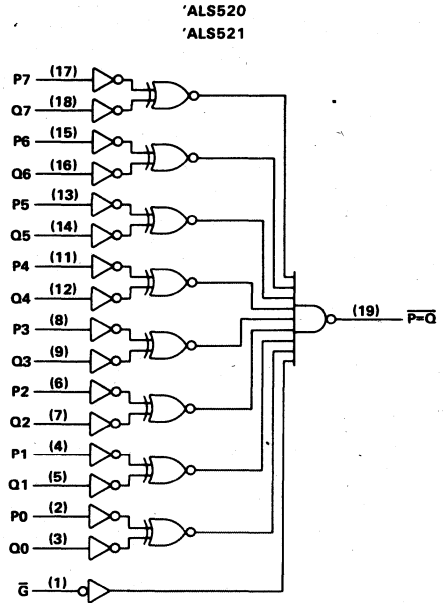 'ALS520
'ALS521
P7 (17)
Q7 (18)
P6 (15)
Q6 (16)
P5 (13)
Q5 (14)
P4 (11)
Q4 (12)
(19) P=Q
P3 (8)
Q3 (9)
P2 (6)
Q2 (7)
P1 (4)
Q1 (5)
P0 (2)
Q0 (3)
G (1)